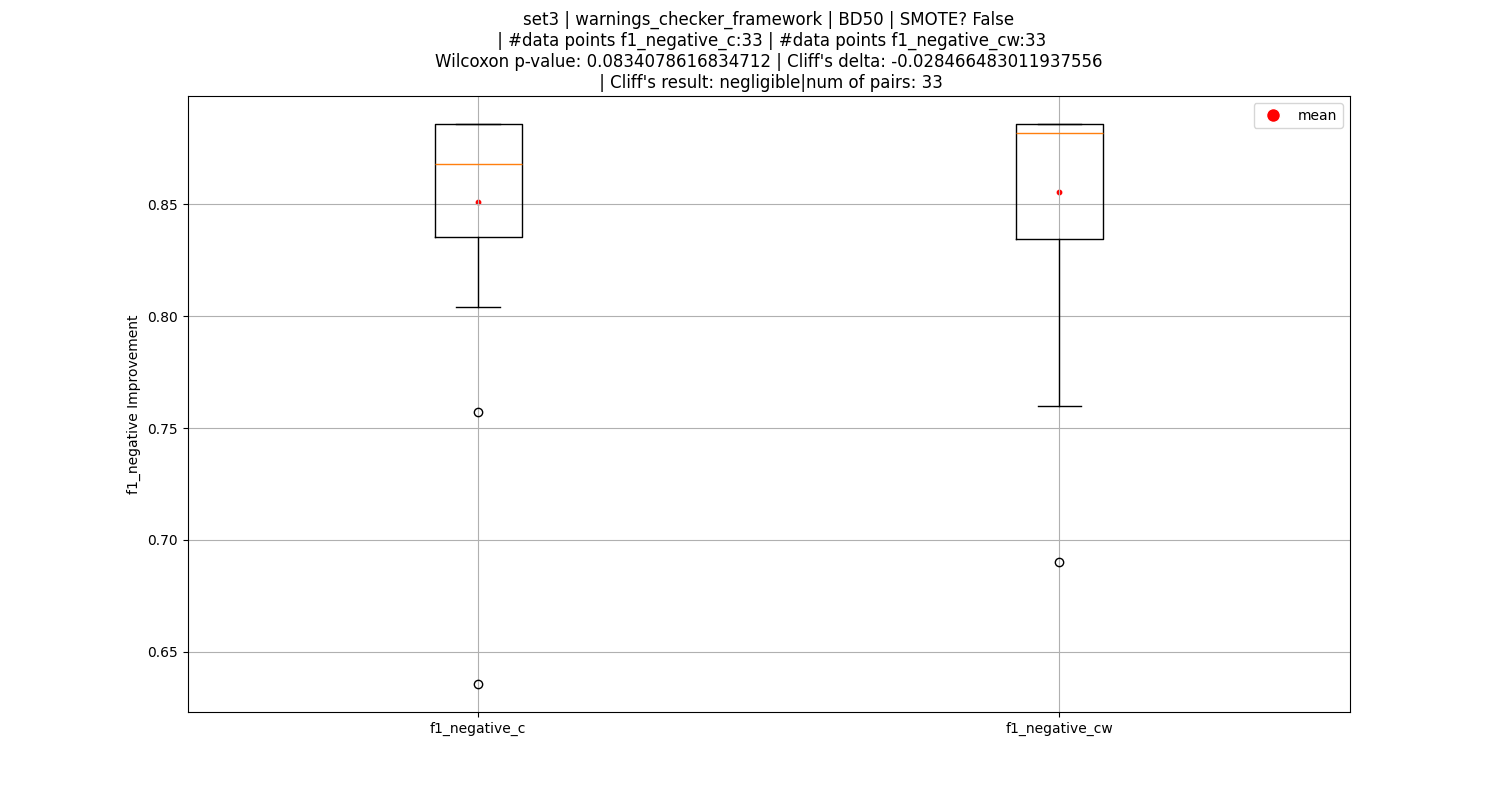 set3 | warnings_checker_framework | BD50 | SMOTE? False
| #data points f1_negative_c:33 | #data points f1_negative_cw:33
Wilcoxon p-value: 0.0834078616834712 | Cliff's delta: -0.028466483011937556
| Cliff's result: negligible|num of pairs: 33
mean
0.85
0.80
0.75
0.70
0.65
f1_negative Improvement
f1_negative_c
f1_negative_cw